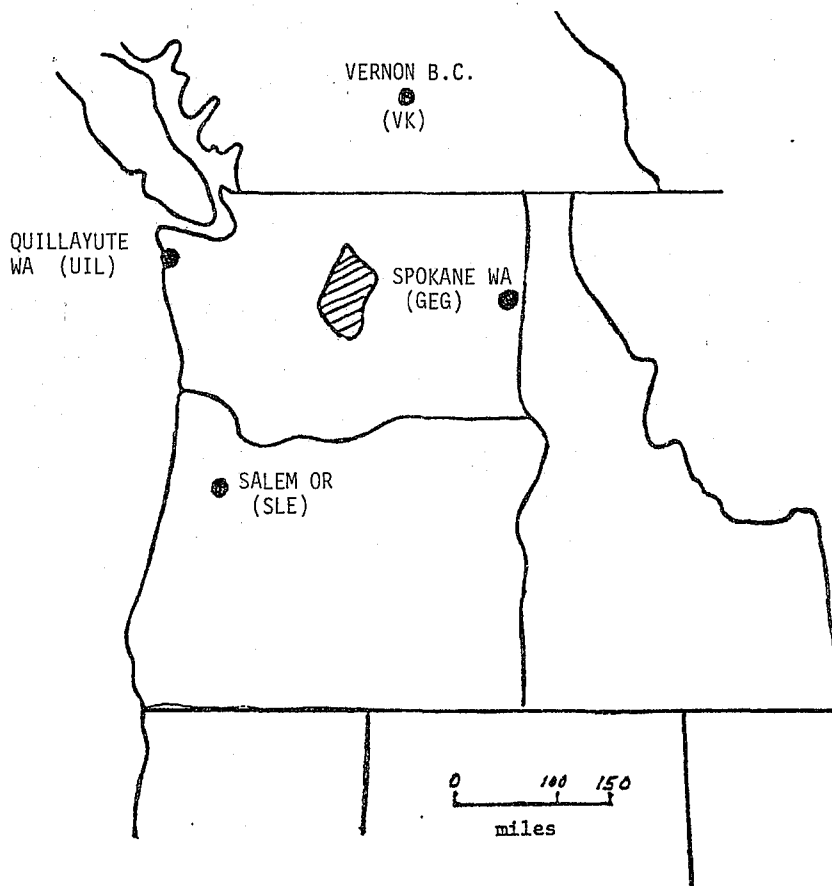 VERNON B.C.
(VK)
QUILLAYUTE
WA (UIL)
SPOKANE WA
(GEG)
SALEM OR
(SLE)
0 100 150
miles